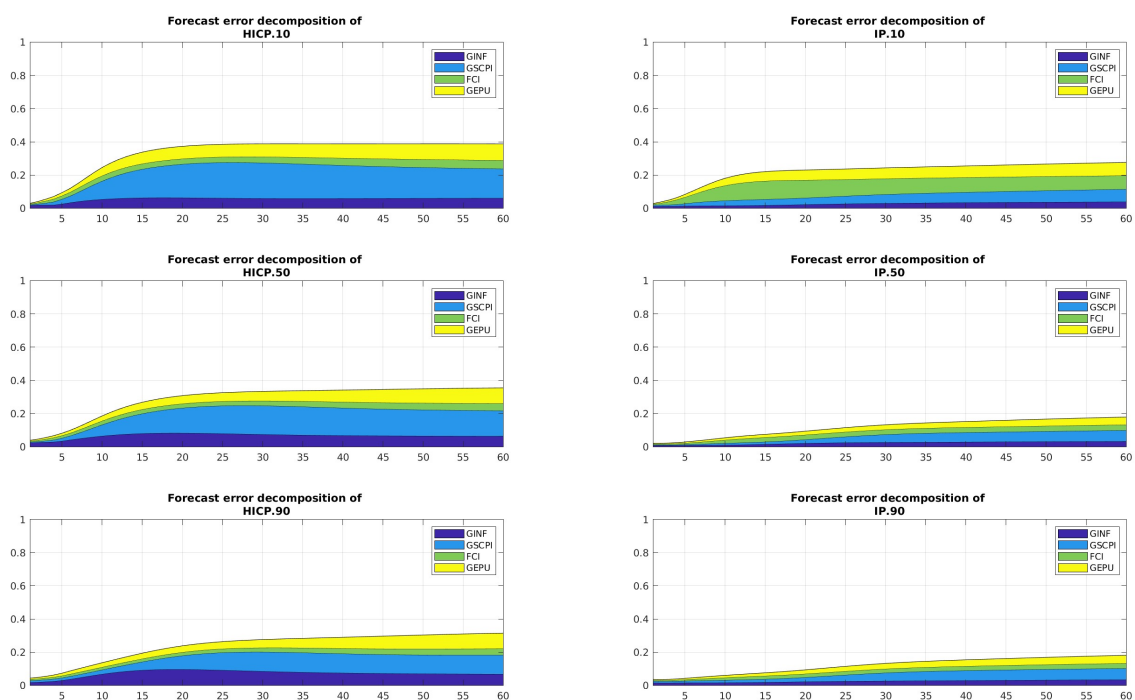 Forecast error decomposition of
HICP.10
1
0.8
0.6
0.4
0.2
0
5 10 15 20 25 30 35 40 45 50 55 60
GINF
GSCPI
FCI
GEPU
Forecast error decomposition of
IP.10
1
0.8
0.6
0.4
0.2
0
5 10 15 20 25 30 35 40 45 50 55 60
GINF
GSCPI
FCI
GEPU
Forecast error decomposition of
HICP.50
1
0.8
0.6
0.4
0.2
0
5 10 15 20 25 30 35 40 45 50 55 60
GINF
GSCPI
FCI
GEPU
Forecast error decomposition of
IP.50
1
0.8
0.6
0.4
0.2
0
5 10 15 20 25 30 35 40 45 50 55 60
GINF
GSCPI
FCI
GEPU
Forecast error decomposition of
HICP.90
1
0.8
0.6
0.4
0.2
0
5 10 15 20 25 30 35 40 45 50 55 60
GINF
GSCPI
FCI
GEPU
Forecast error decomposition of
IP.90
1
0.8
0.6
0.4
0.2
0
5 10 15 20 25 30 35 40 45 50 55 60
GINF
GSCPI
FCI
GEPU